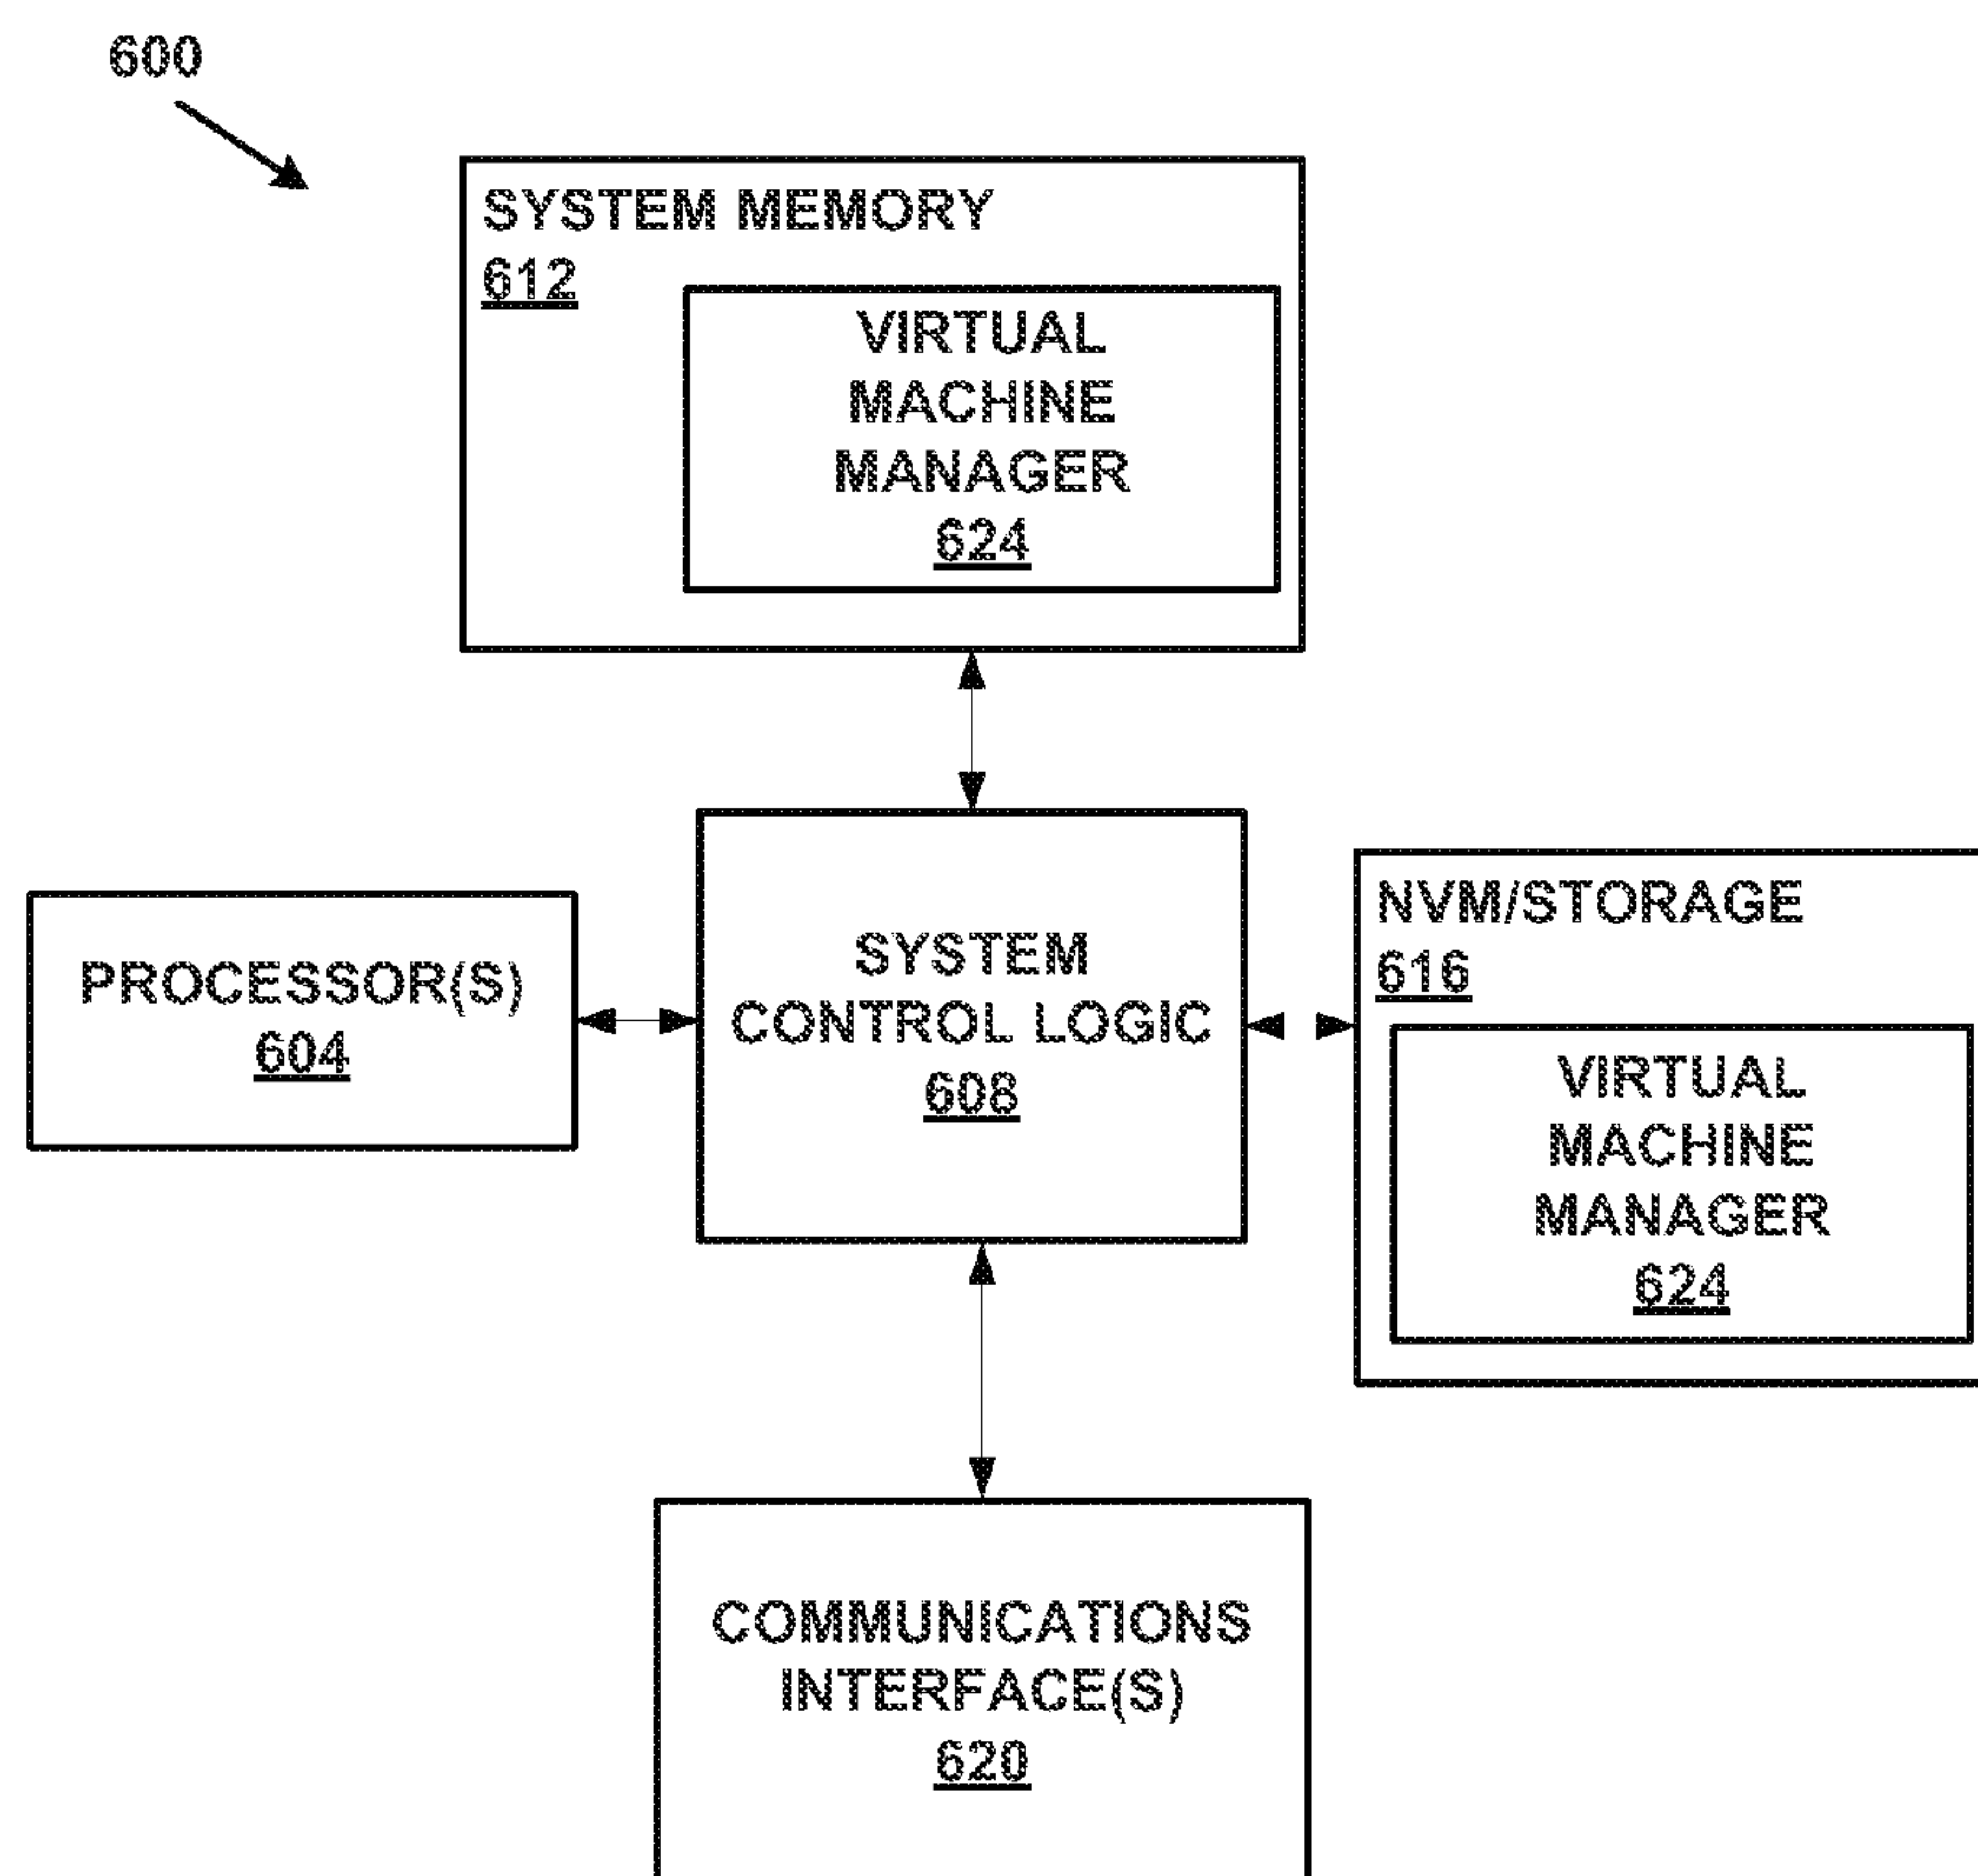 600
SYSTEM MEMORY
612
VIRTUAL
MACHINE
MANAGER
624
PROCESSOR(S)
604
SYSTEM
CONTROL LOGIC
608
NVM/STORAGE
616
VIRTUAL
MACHINE
MANAGER
624
COMMUNICATIONS
INTERFACE(S)
620